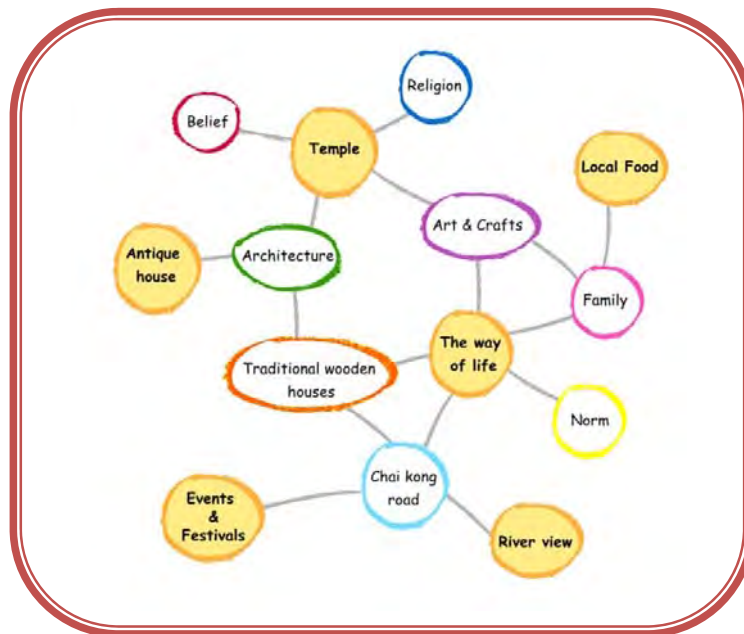 Religion
Belief
Temple
Local Food
Art & Crafts
Antique
house
Architecture
Family
The way
of life
Traditional wooden
houses
Norm
Chai kong
road
Events
&
Festivals
River view